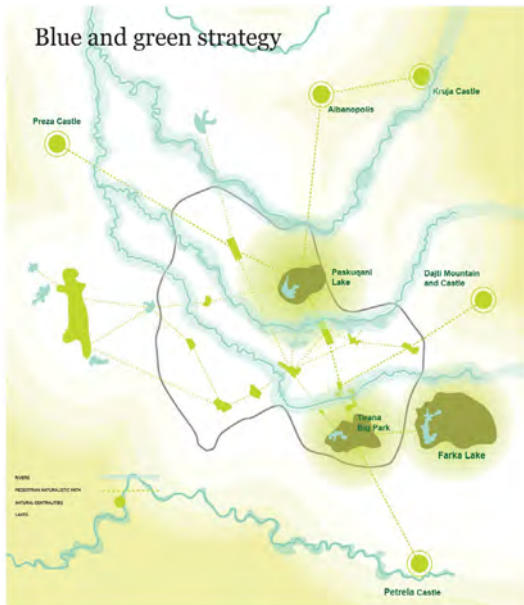 Blue and green strategy
Kruja Castle
Albanopolis
Preza Castle
Paskuqani
Lake
Dajti Mountain
and Castle
Tirana
Big Park
Farka Lake
RIVERS
PEDESTRIAN NATURALISTIC PATH
NATURAL CENTRALITIES
LAKES
Petrela Castle